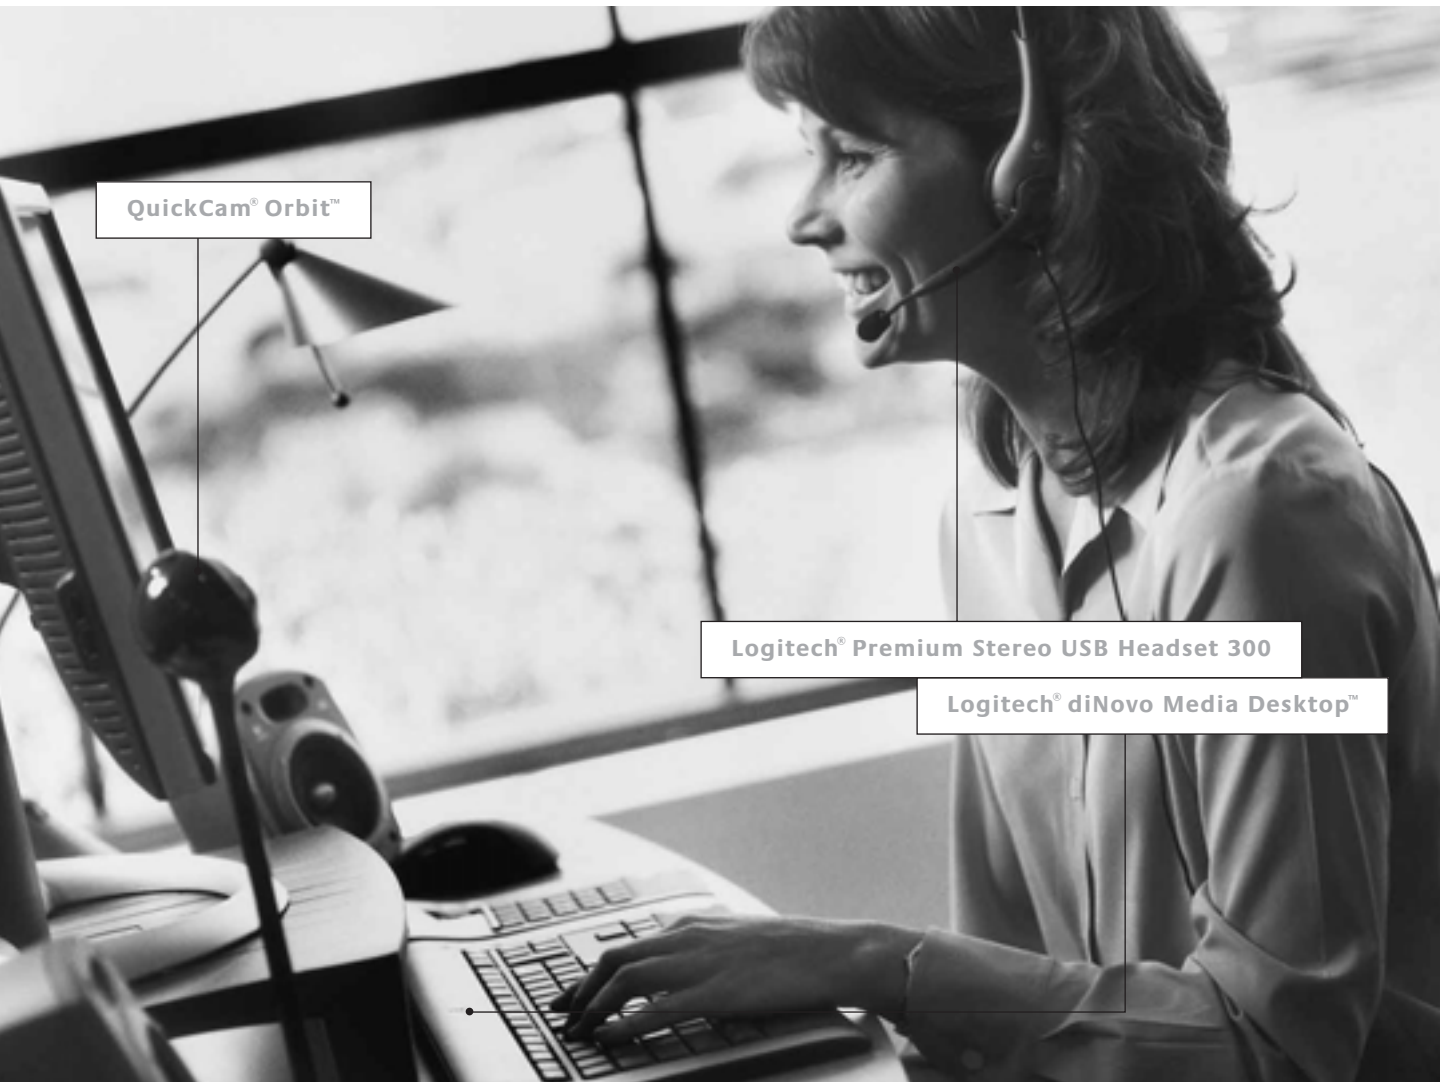 QuickCam® Orbit™
Logitech® Premium Stereo USB Headset 300
Logitech® diNovo Media Desktop™